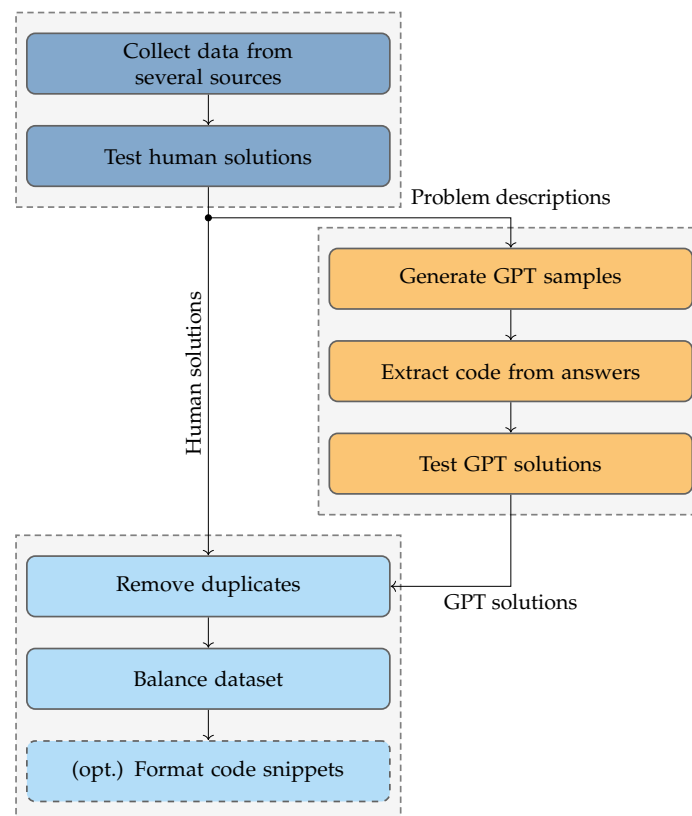 Collect data from
several sources
Test human solutions
Problem descriptions
Generate GPT samples
Human solutions
Extract code from answers
Test GPT solutions
Remove duplicates
GPT solutions
Balance dataset
(opt.) Format code snippets